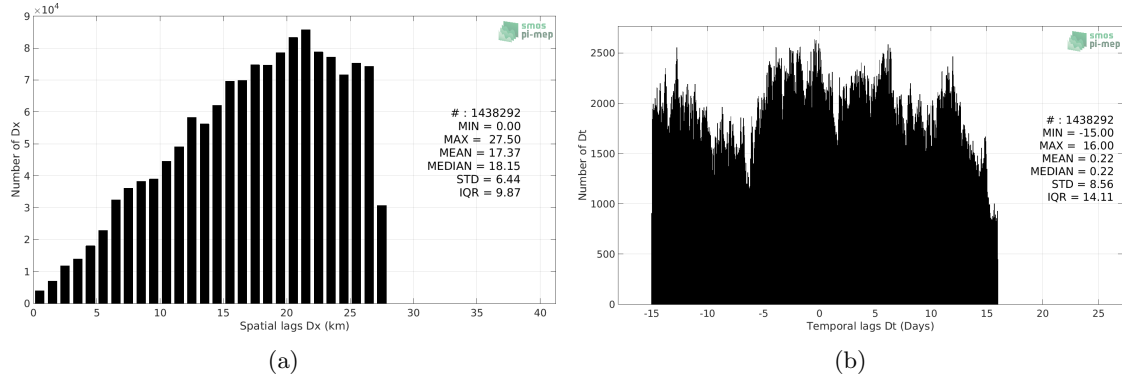 ×10⁴
9
8
7
6
5
4
3
2
1
0
Number of Dx
0 5 10 15 20 25 30 35 40
Spatial lags Dx (km)
smos
pi-mep
# : 1438292
MIN = 0.00
MAX = 27.50
MEAN = 17.37
MEDIAN = 18.15
STD = 6.44
IQR = 9.87
(a)
2500
2000
1500
1000
500
0
Number of Dt
-15 -10 -5 0 5 10 15 20 25
Temporal lags Dt (Days)
smos
pi-mep
# : 1438292
MIN = -15.00
MAX = 16.00
MEAN = 0.22
MEDIAN = 0.22
STD = 8.56
IQR = 14.11
(b)